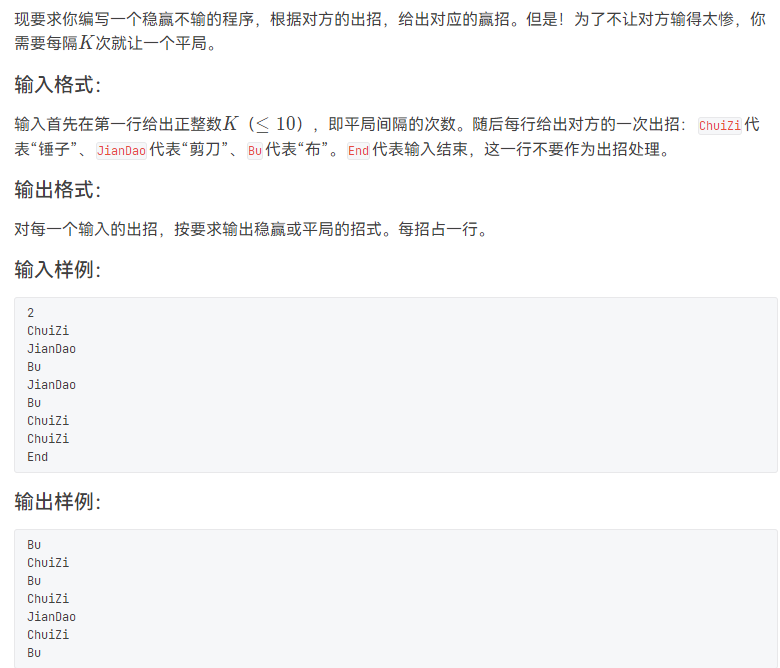 现要求你编写一个稳赢不输的程序，根据对方的出招，给出对应的赢招。但是！为了不让对方输得太惨，你
需要每隔K次就让一个平局。
输入格式：
输入首先在第一行给出正整数K（≤10），即平局间隔的次数。随后每行给出对方的一次出招：ChuiZi代
表“锤子”、JianDao代表“剪刀”、Bu代表“布”。End代表输入结束，这一行不要作为出招处理。
输出格式：
对每一个输入的出招，按要求输出稳赢或平局的招式。每招占一行。
输入样例：
2
ChuiZi
JianDao
Bu
JianDao
Bu
ChuiZi
ChuiZi
End
输出样例：
Bu
ChuiZi
Bu
ChuiZi
JianDao
ChuiZi
Bu